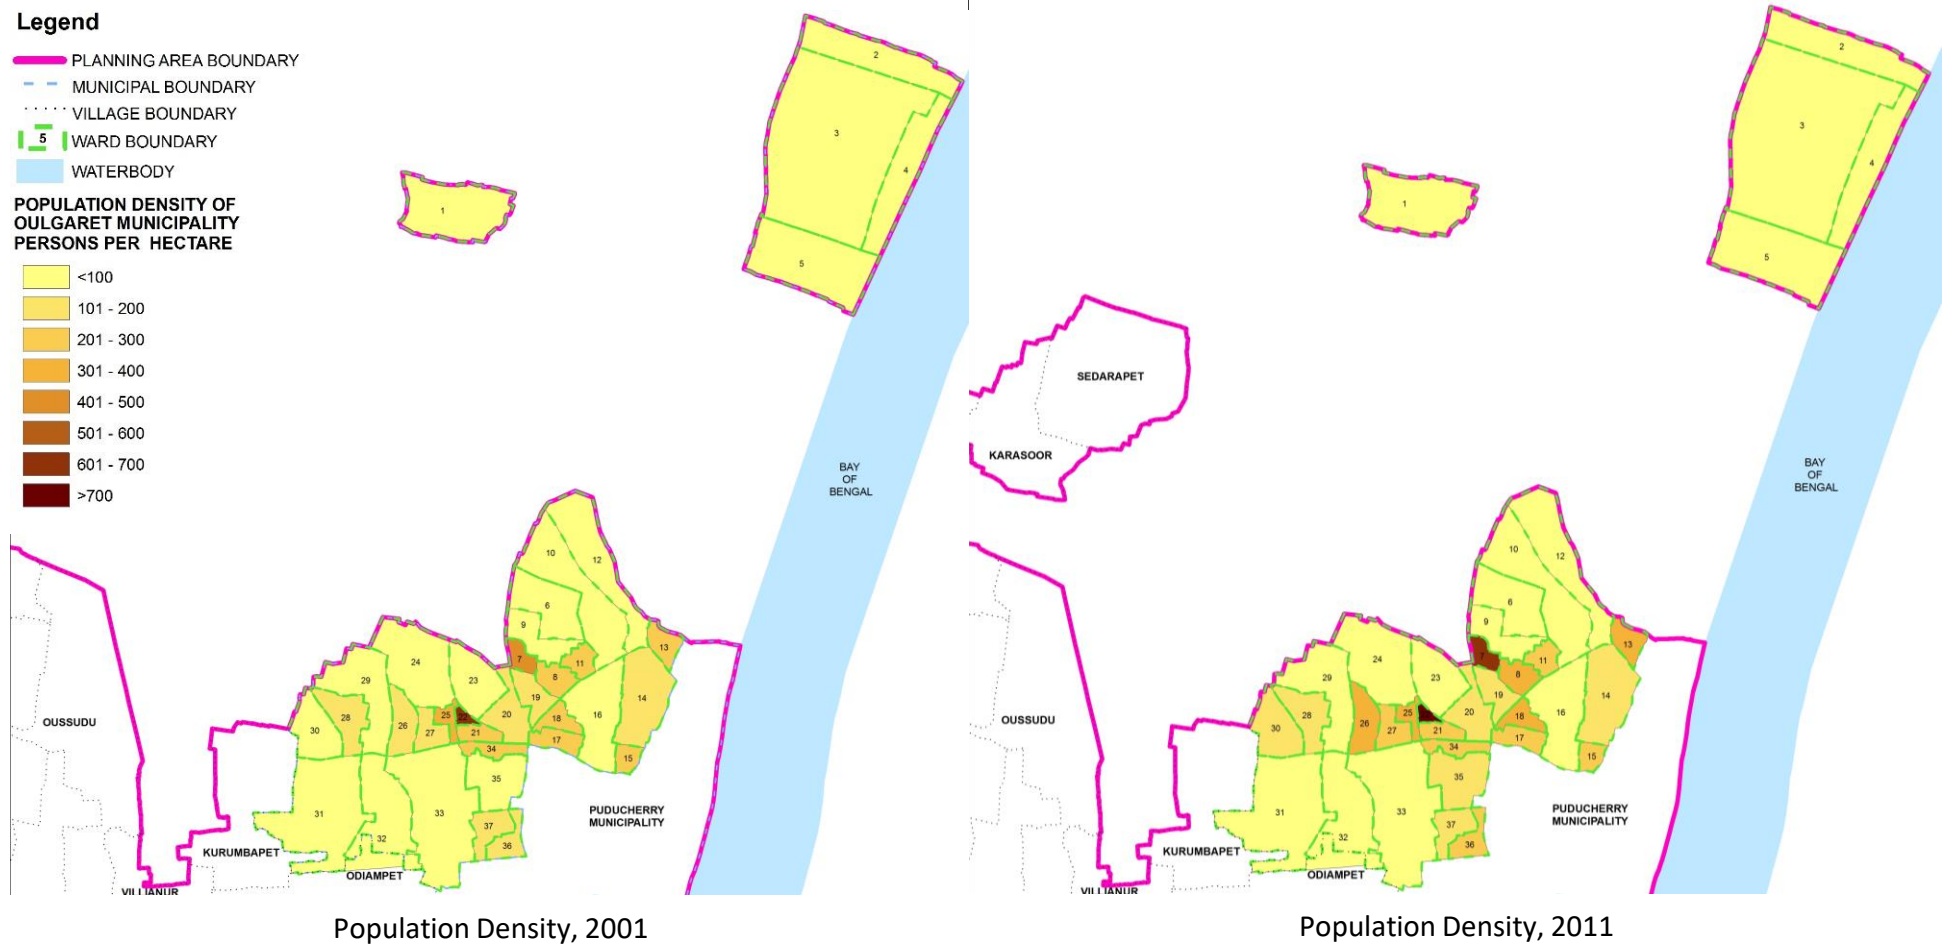 Legend
PLANNING AREA BOUNDARY
MUNICIPAL BOUNDARY
VILLAGE BOUNDARY
5 WARD BOUNDARY
WATERBODY
POPULATION DENSITY OF
OULGARET MUNICIPALITY
PERSONS PER HECTARE
<100
101 - 200
201 - 300
301 - 400
401 - 500
501 - 600
601 - 700
>700
2
3
4
1
5
BAY
OF
BENGAL
10
12
6
9
13
24
7
11
29
23
8
14
19
28
25
22
20
18
16
26
30
27
21
17
34
15
OUSSUDU
35
31
33
PUDUCHERRY
MUNICIPALITY
37
32
36
KURUMBAPET
ODIAMPET
VILLIANUR
Population Density, 2001
2
3
4
1
5
SEDARAPET
KARASOOR
BAY
OF
BENGAL
10
12
6
9
13
24
7
11
29
23
8
14
19
28
25
20
18
16
26
30
27
21
17
34
15
OUSSUDU
35
31
33
PUDUCHERRY
MUNICIPALITY
37
32
36
KURUMBAPET
ODIAMPET
VILLIANUR
Population Density, 2011